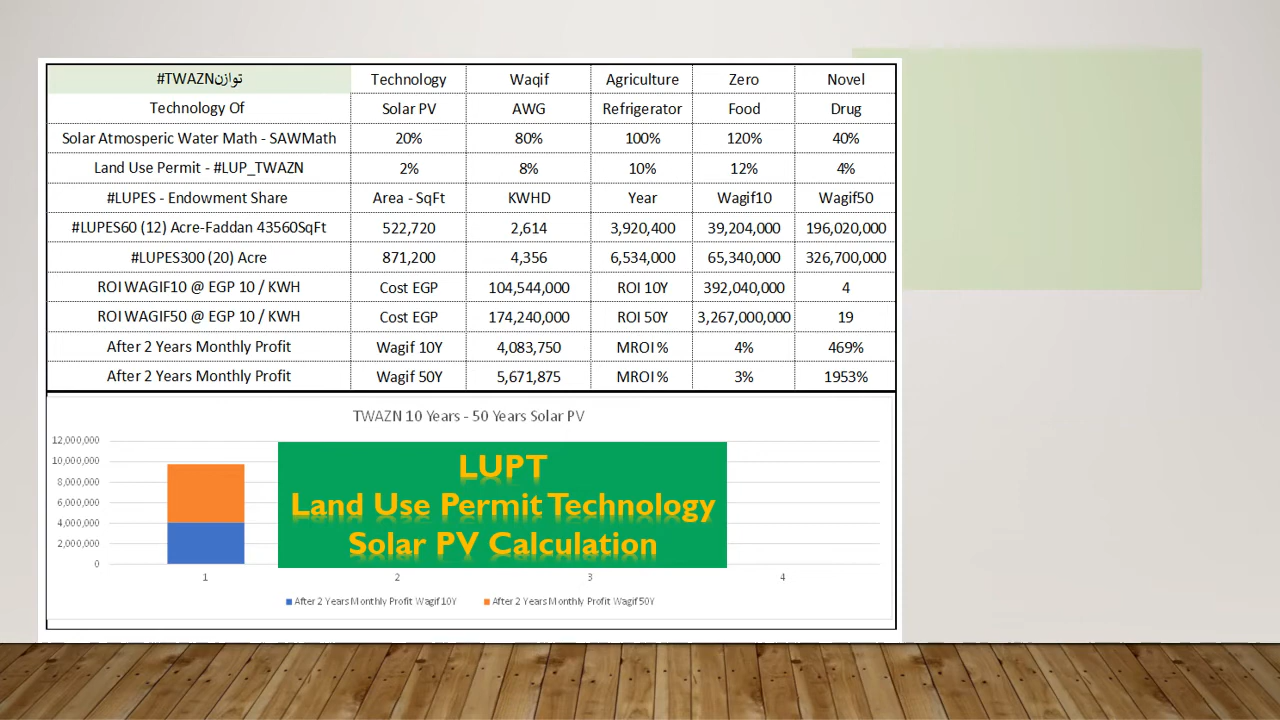 #TWAZNتوازن Technology Waqif Agriculture Zero Novel
Technology Of Solar PV AWG Refrigerator Food Drug
Solar Atmosperic Water Math - SAWMath 20% 80% 100% 120% 40%
Land Use Permit - #LUP_TWAZN 2% 8% 10% 12% 4%
#LUPES - Endowment Share Area - SqFt KWHD Year Wagif10 Wagif50
#LUPES60 (12) Acre-Faddan 43560SqFt 522,720 2,614 3,920,400 39,204,000 196,020,000
#LUPES300 (20) Acre 871,200 4,356 6,534,000 65,340,000 326,700,000
ROI WAGIF10 @ EGP 10 / KWH Cost EGP 104,544,000 ROI 10Y 392,040,000 4
ROI WAGIF50 @ EGP 10 / KWH Cost EGP 174,240,000 ROI 50Y 3,267,000,000 19
After 2 Years Monthly Profit Wagif 10Y 4,083,750 MROI % 4% 469%
After 2 Years Monthly Profit Wagif 50Y 5,671,875 MROI % 3% 1953%
TWAZN 10 Years - 50 Years Solar PV
12,000,000
10,000,000
8,000,000
6,000,000
4,000,000
2,000,000
0
1 2 3 4
LUPT
Land Use Permit Technology
Solar PV Calculation
After 2 Years Monthly Profit Wagif 10Y After 2 Years Monthly Profit Wagif 50Y